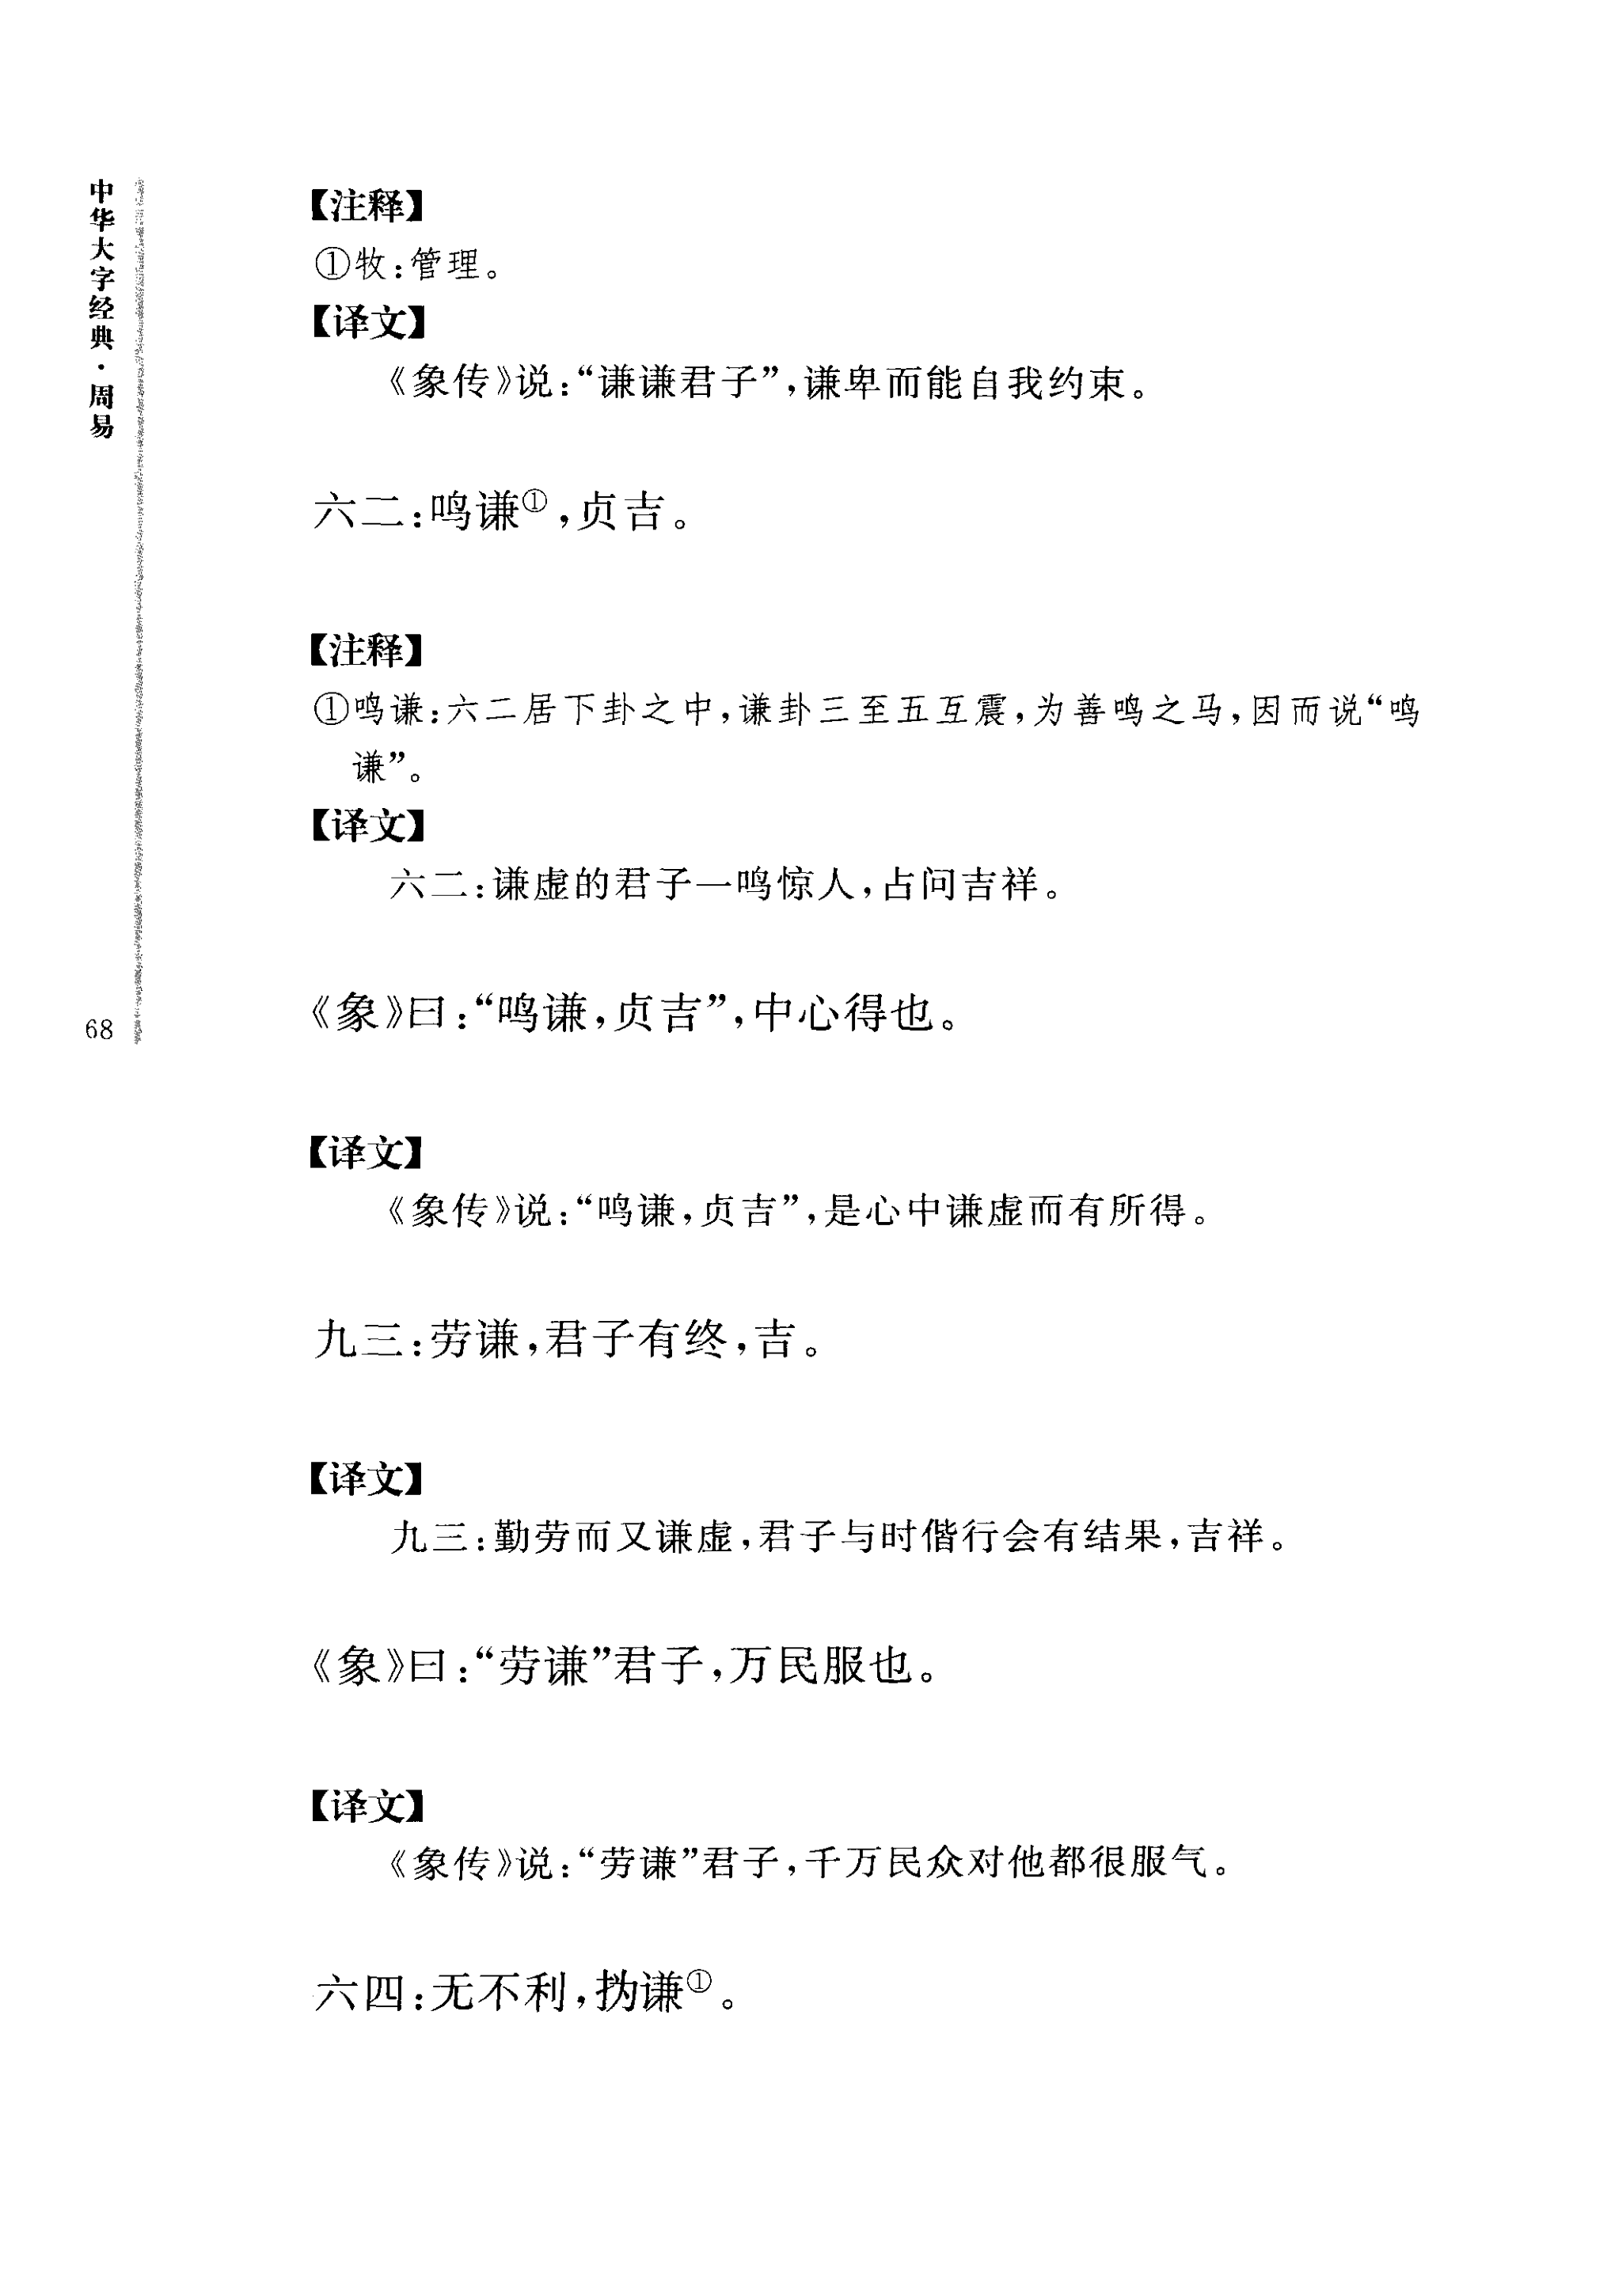 中华大字经典·周易
68
【注释】
①牧:管理。
【译文】
《象传》说:“谦谦君子”,谦卑而能自我约束。
六二:鸣谦①,贞吉。
【注释】
①鸣谦:六二居下卦之中,谦卦三至五互震,为善鸣之马,因而说“鸣
谦”。
【译文】
六二:谦虚的君子一鸣惊人,占问吉祥。
《象》曰:“鸣谦,贞吉”,中心得也。
【译文】
《象传》说:“鸣谦,贞吉”,是心中谦虚而有所得。
九三:劳谦,君子有终,吉。
【译文】
九三:勤劳而又谦虚,君子与时偕行会有结果,吉祥。
《象》曰:“劳谦”君子,万民服也。
【译文】
《象传》说:“劳谦”君子,千万民众对他都很服气。
六四:无不利,㧑谦①。